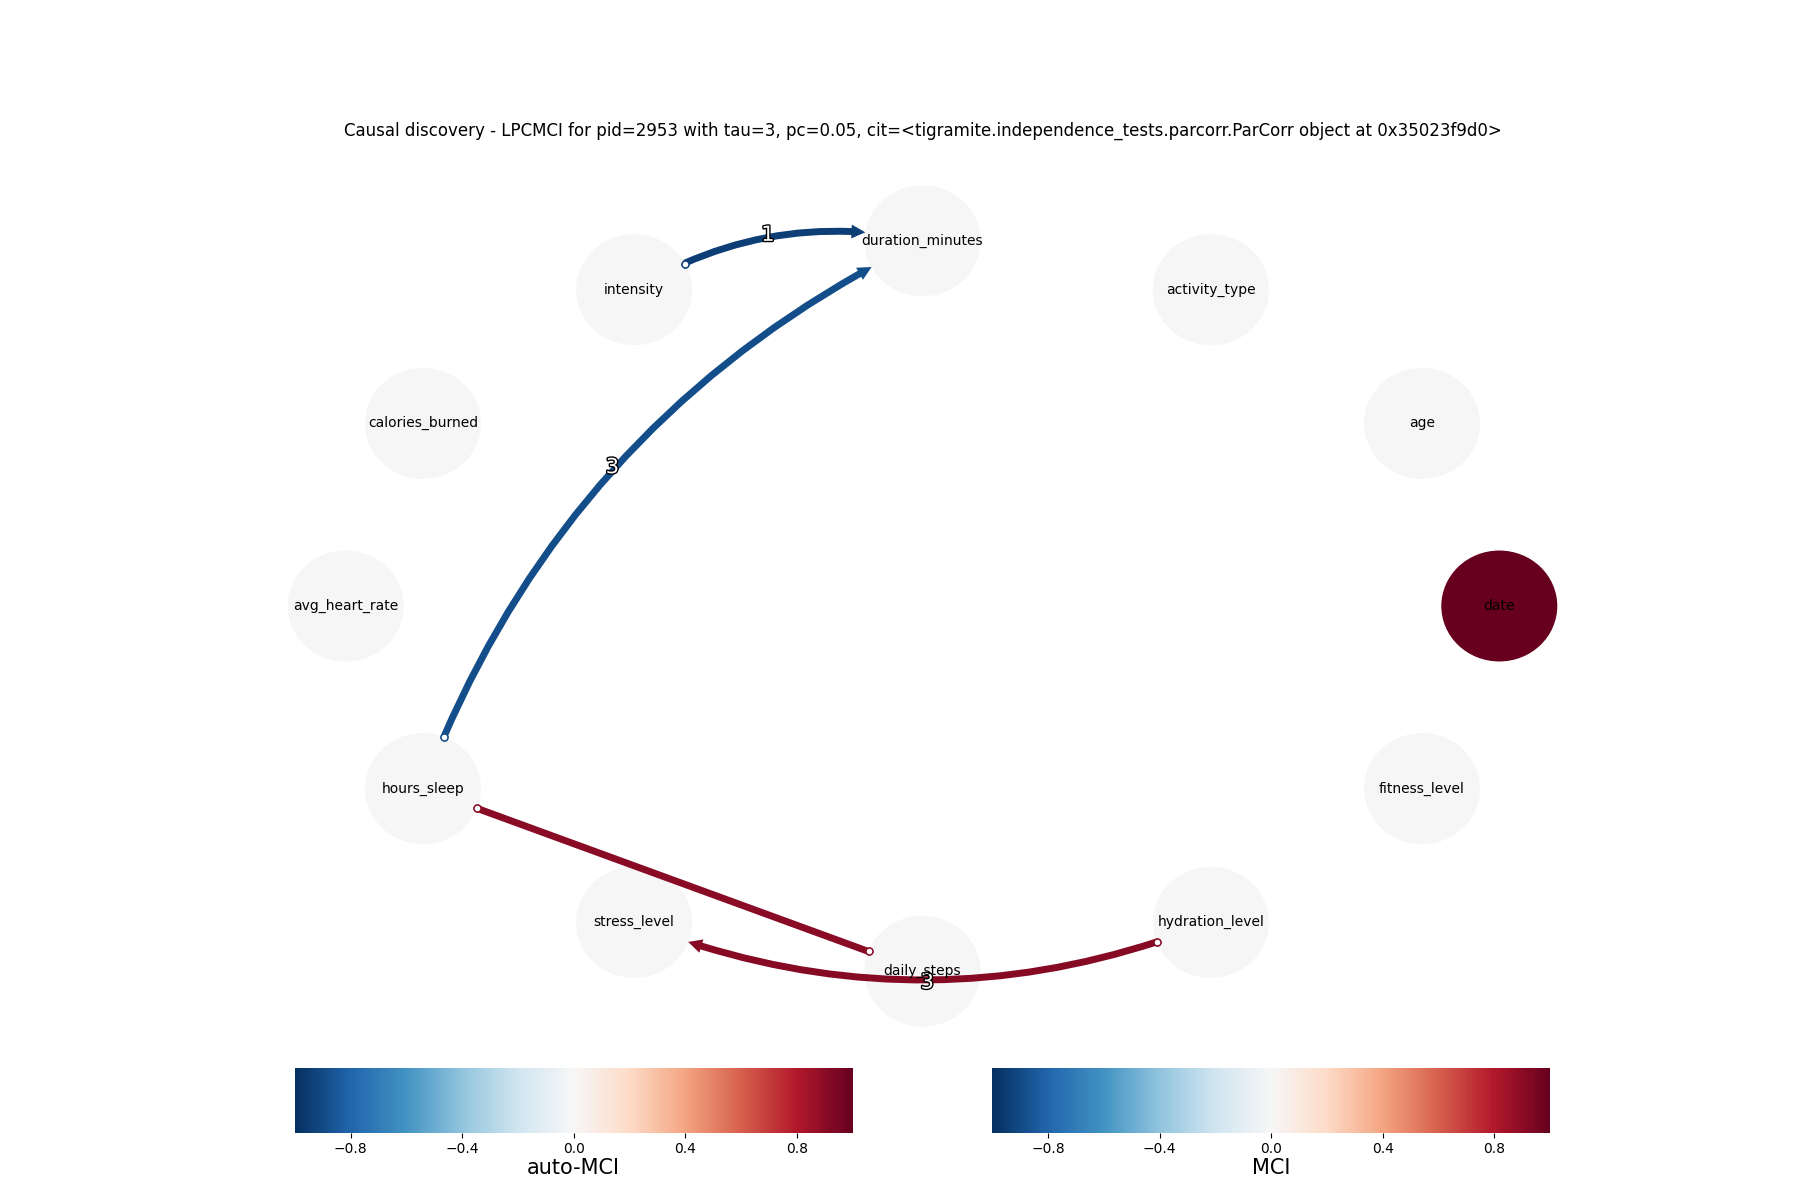 Causal discovery - LPCMCI for pid=2953 with tau=3, pc=0.05, cit=<tigramite.independence_tests.parcorr.ParCorr object at 0x35023f9d0>
1
duration_minutes
intensity
activity_type
calories_burned
age
3
avg_heart_rate
date
hours_sleep
fitness_level
stress_level
hydration_level
daily_steps
3
−0.8 −0.4 0.0 0.4 0.8
auto-MCI
−0.8 −0.4 0.0 0.4 0.8
MCI